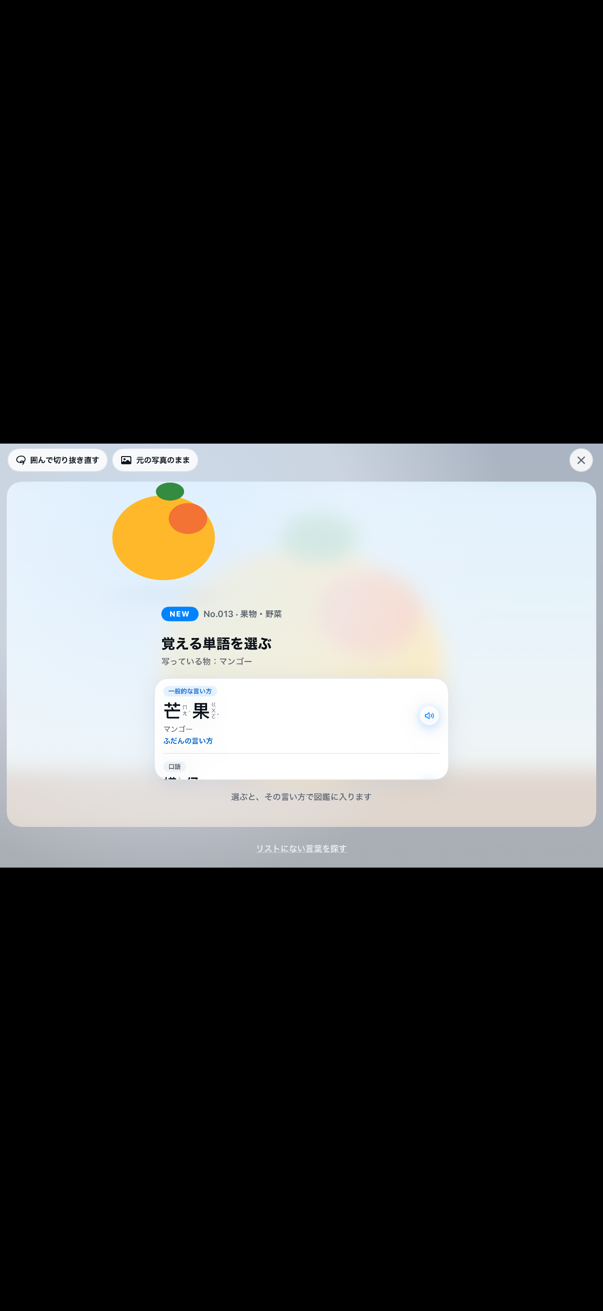 囲んで切り抜き直す
元の写真のまま
NEW No.013・果物・野菜
覚える単語を選ぶ
写っている物：マンゴー
一般的な言い方
芒果
マンゴー
ふだんの言い方
口語
選ぶと、その言い方で図鑑に入ります
リストにない言葉を探す